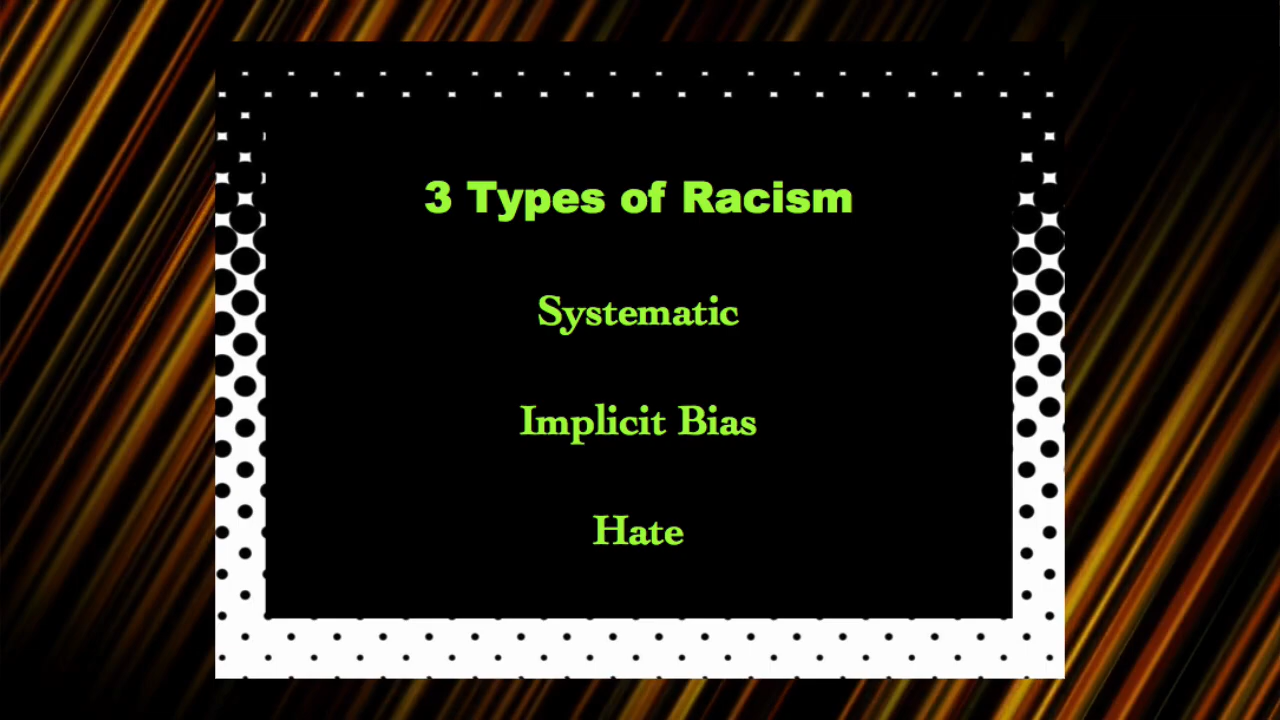 3 Types of Racism
Systematic
Implicit Bias
Hate